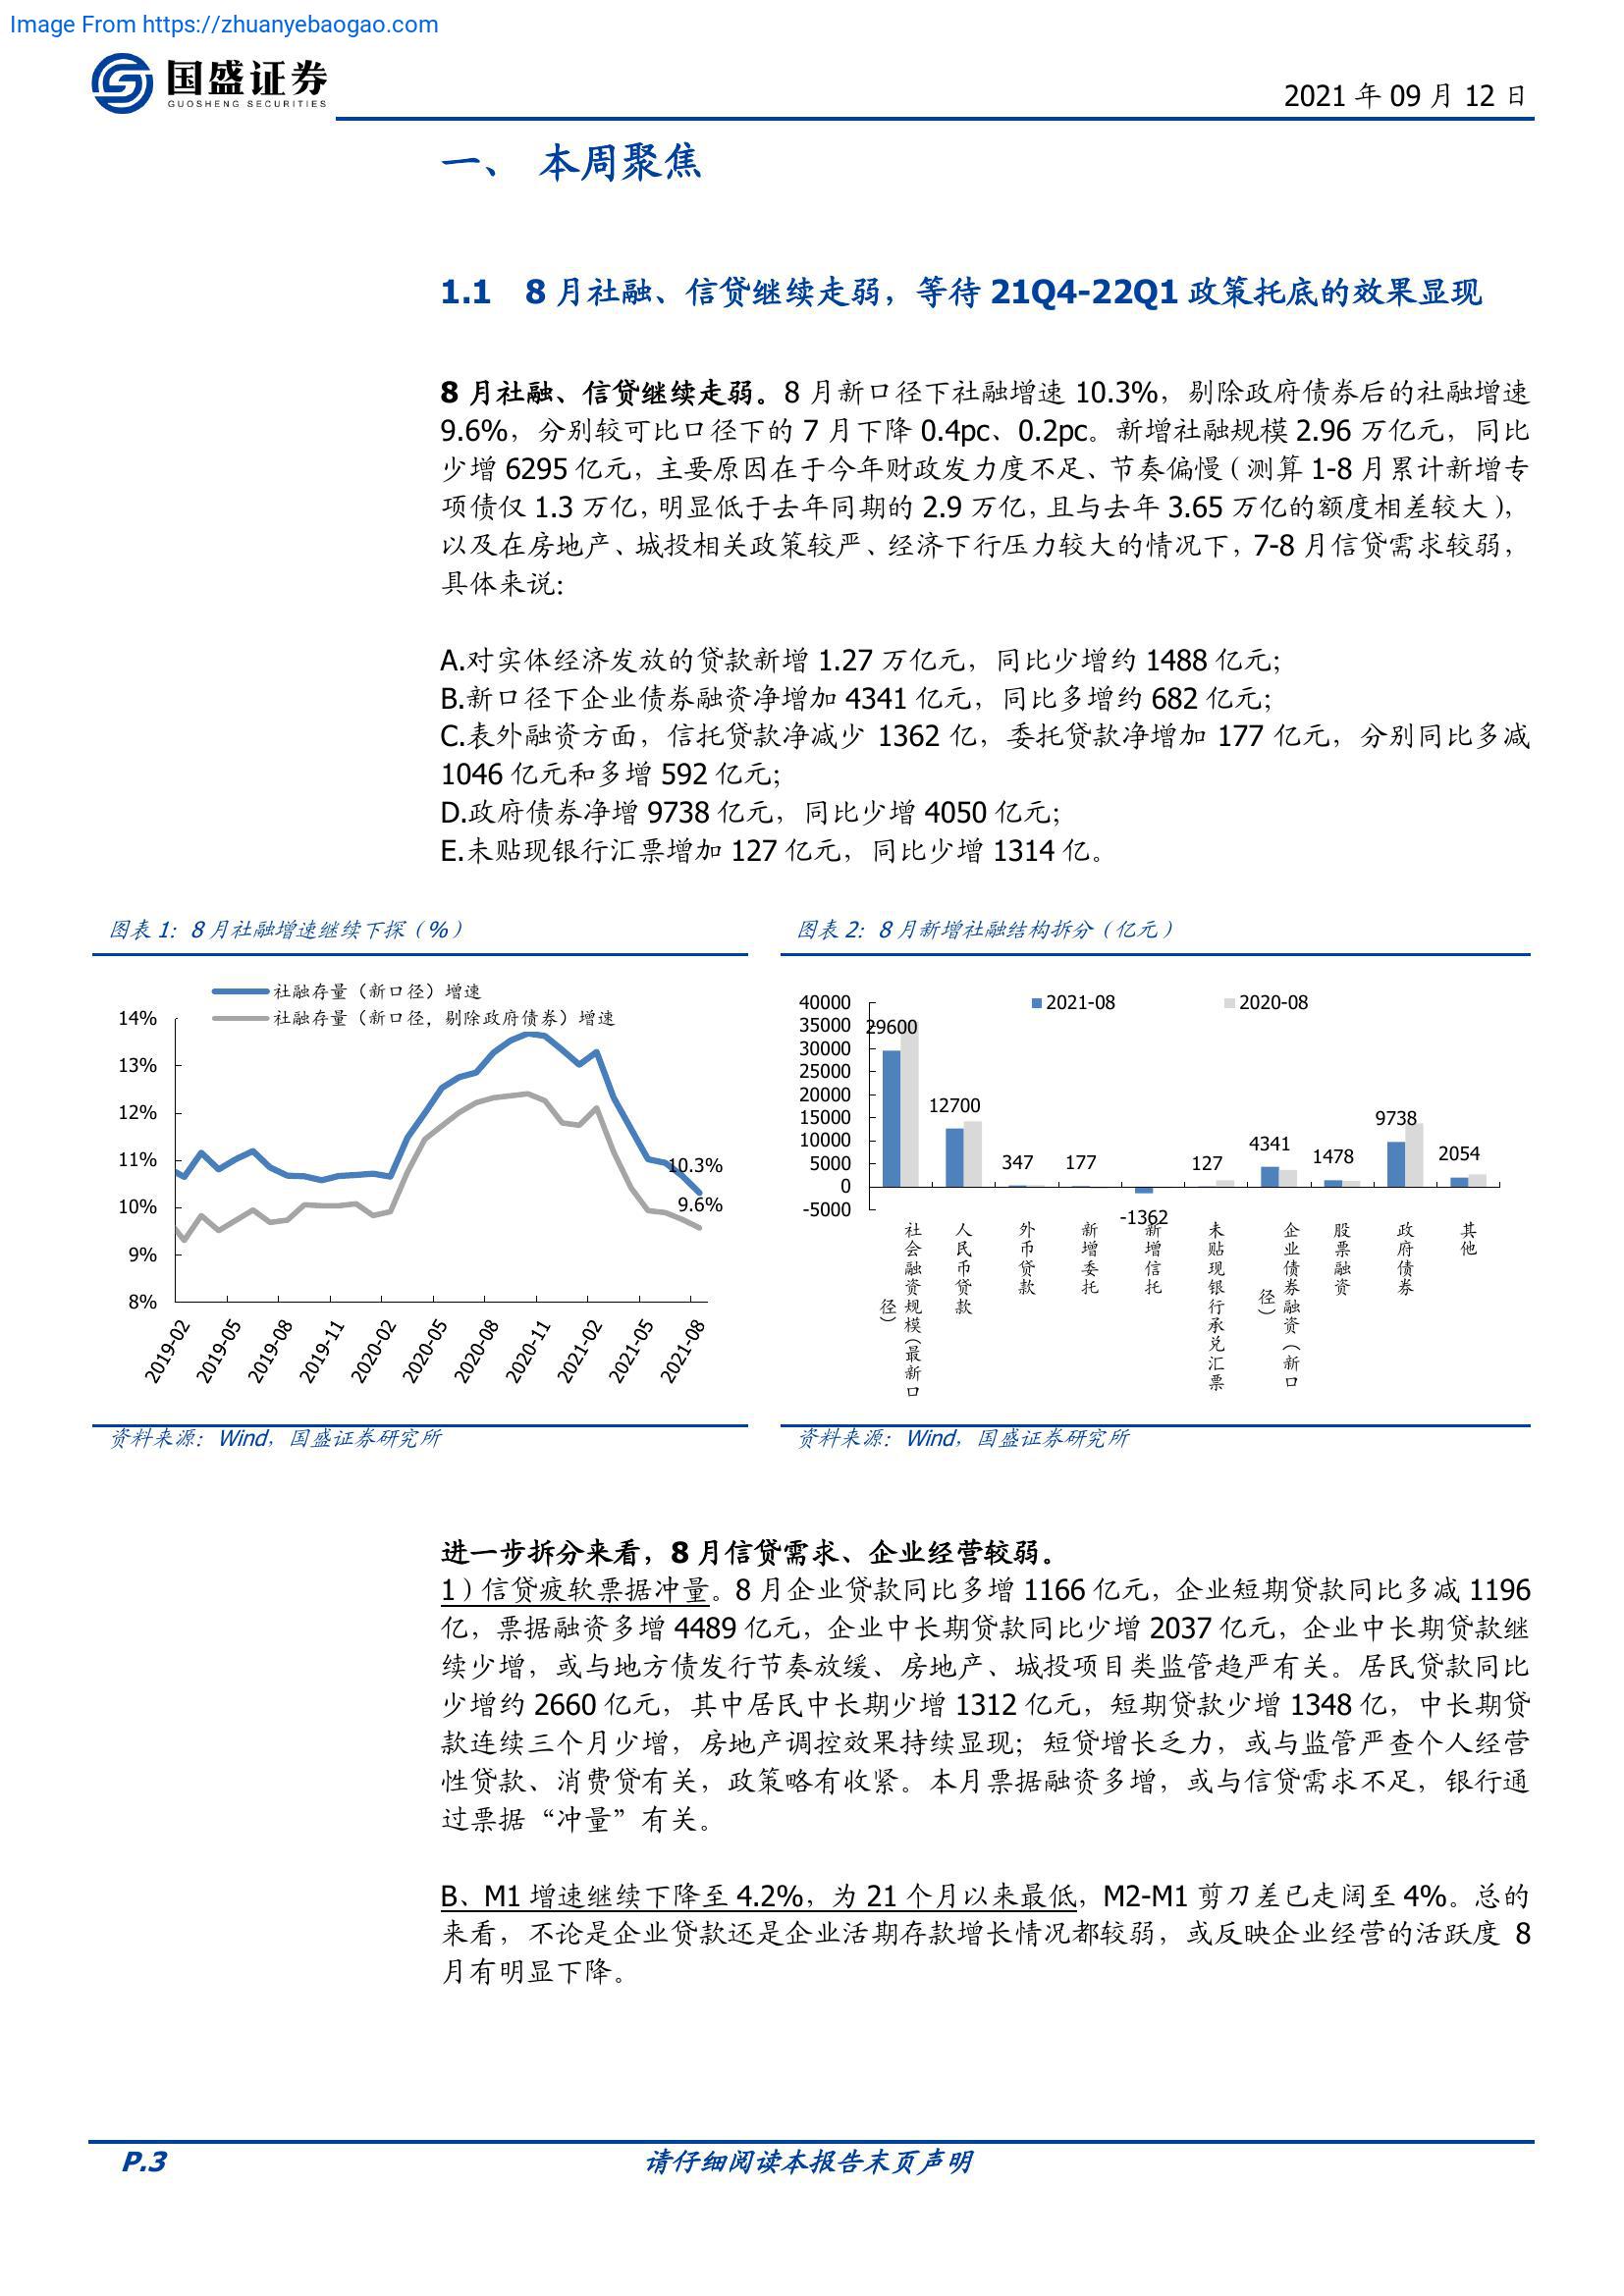 Image From https://zhuanyebaogao.com
国盛证券
GUOSHENG SECURITIES
2021 年 09 月 12 日
一、 本周聚焦
1.1 8 月社融、信贷继续走弱，等待 21Q4-22Q1 政策托底的效果显现
8 月社融、信贷继续走弱。8 月新口径下社融增速 10.3%，剔除政府债券后的社融增速
9.6%，分别较可比口径下的 7 月下降 0.4pc、0.2pc。新增社融规模 2.96 万亿元，同比
少增 6295 亿元，主要原因在于今年财政发力度不足、节奏偏慢（测算 1-8 月累计新增专
项债仅 1.3 万亿，明显低于去年同期的 2.9 万亿，且与去年 3.65 万亿的额度相差较大），
以及在房地产、城投相关政策较严、经济下行压力较大的情况下，7-8 月信贷需求较弱，
具体来说：
A.对实体经济发放的贷款新增 1.27 万亿元，同比少增约 1488 亿元；
B.新口径下企业债券融资净增加 4341 亿元，同比多增约 682 亿元；
C.表外融资方面，信托贷款净减少 1362 亿，委托贷款净增加 177 亿元，分别同比多减
1046 亿元和多增 592 亿元；
D.政府债券净增 9738 亿元，同比少增 4050 亿元；
E.未贴现银行汇票增加 127 亿元，同比少增 1314 亿。
图表 1：8 月社融增速继续下探（%）
社融存量（新口径）增速
社融存量（新口径，剔除政府债券）增速
14%
13%
12%
11%
10%
9%
8%
10.3%
9.6%
2019-02
2019-05
2019-08
2019-11
2020-02
2020-05
2020-08
2020-11
2021-02
2021-05
2021-08
资料来源：Wind，国盛证券研究所
图表 2：8 月新增社融结构拆分（亿元）
2021-08
2020-08
40000
35000
30000
25000
20000
15000
10000
5000
0
-5000
29600
12700
347
177
-1362
127
4341
1478
9738
2054
社会融资规模（最新口
径）
人民币贷款
外币贷款
新增委托
新增信托
未贴现银行承兑汇票
企业债券融资（新口
径）
股票融资
政府债券
其他
资料来源：Wind，国盛证券研究所
进一步拆分来看，8 月信贷需求、企业经营较弱。
1）信贷疲软票据冲量。8 月企业贷款同比多增 1166 亿元，企业短期贷款同比多减 1196
亿，票据融资多增 4489 亿元，企业中长期贷款同比少增 2037 亿元，企业中长期贷款继
续少增，或与地方债发行节奏放缓、房地产、城投项目类监管趋严有关。居民贷款同比
少增约 2660 亿元，其中居民中长期少增 1312 亿元，短期贷款少增 1348 亿，中长期贷
款连续三个月少增，房地产调控效果持续显现；短贷增长乏力，或与监管严查个人经营
性贷款、消费贷有关，政策略有收紧。本月票据融资多增，或与信贷需求不足，银行通
过票据“冲量”有关。
B、M1 增速继续下降至 4.2%，为 21 个月以来最低，M2-M1 剪刀差已走阔至 4%。总的
来看，不论是企业贷款还是企业活期存款增长情况都较弱，或反映企业经营的活跃度 8
月有明显下降。
P.3
请仔细阅读本报告末页声明